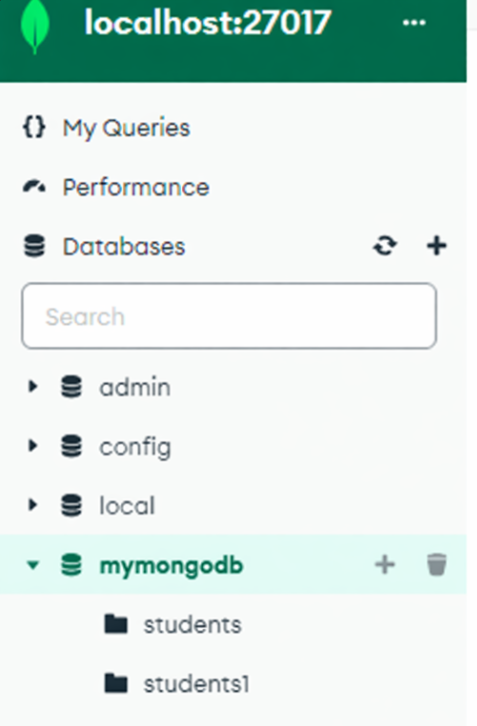 localhost:27017
{} My Queries
Performance
Databases
Search
admin
config
local
mymongodb
students
students1